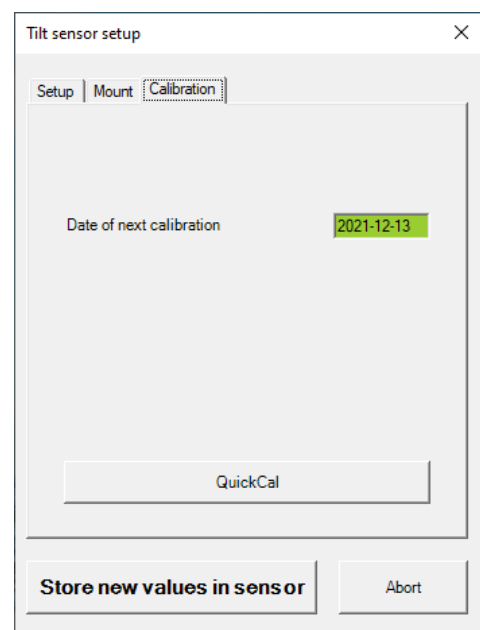 Tilt sensor setup
Setup Mount Calibration
Date of next calibration 2021-12-13
QuickCal
Store new values in sensor Abort